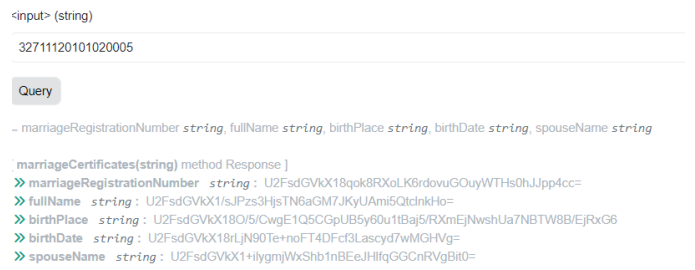 <input> (string)
32711120101020005
Query
marriageRegistrationNumber string, fullName string, birthPlace string, birthDate string, spouseName string
[ marriageCertificates(string) method Response ]
>> marriageRegistrationNumber string : U2FsdGVkX18qok8RXoLK6rdovuGOuyWTHs0hJJpp4cc=
>> fullName string : U2FsdGVkX1/sJPzs3HjsTN6aGM7JKyUAmi5QtcInkHo=
>> birthPlace string : U2FsdGVkX18O/5/CwgE1Q5CGpUB5y60u1tBaj5/RXmEjNwshUa7NBTW8B/EjRxG6
>> birthDate string : U2FsdGVkX18rLjN90Te+noFT4DFcf3Lascyd7wMGHVg=
>> spouseName string : U2FsdGVkX1+ilygmjWxShb1nBEeJHlfqGGCnRVgBit0=